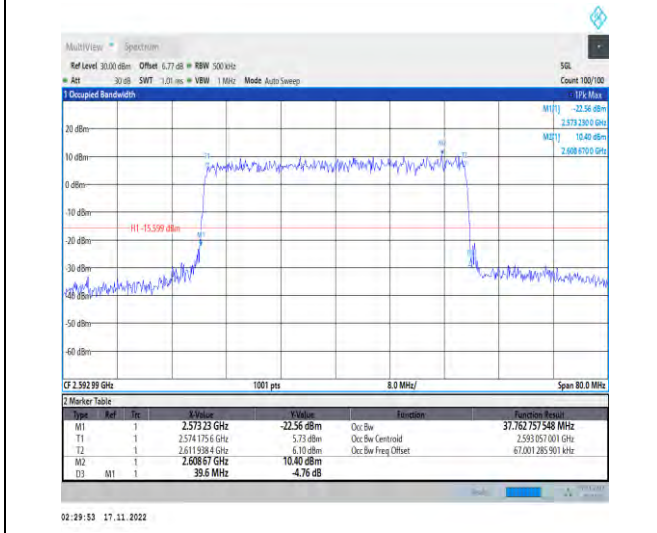 MultiView Spectrum
Ref Level 30.00 dBm Offset 6.77 dB RBW 500 kHz SGL
Att 30 dB SWT 1.01 ms VBW 1 MHz Mode Auto Sweep Count 100/100
1 Occupied Bandwidth 1Pk Max
M1[1] -22.56 dBm
2.573 230 0 GHz
20 dBm
M2[1] 10.40 dBm
2.608 670 0 GHz
M2
10 dBm
T1
0 dBm
-10 dBm
H1 -15.599 dBm
M1
-20 dBm
-30 dBm
-40 dBm
-50 dBm
-60 dBm
CF 2.592 99 GHz 1001 pts 8.0 MHz/ Span 80.0 MHz
2 Marker Table
Type Ref Trc X-Value Y-Value Function Function Result
M1 1 2.573 23 GHz -22.56 dBm Occ Bw 37.762 757 548 MHz
T1 1 2.574 175 6 GHz 5.73 dBm Occ Bw Centroid 2.593 057 001 GHz
T2 1 2.611 938 4 GHz 6.10 dBm Occ Bw Freq Offset 67.001 285 901 kHz
M2 1 2.608 67 GHz 10.40 dBm
D3 M1 1 39.6 MHz -4.76 dB
02:29:53 17.11.2022